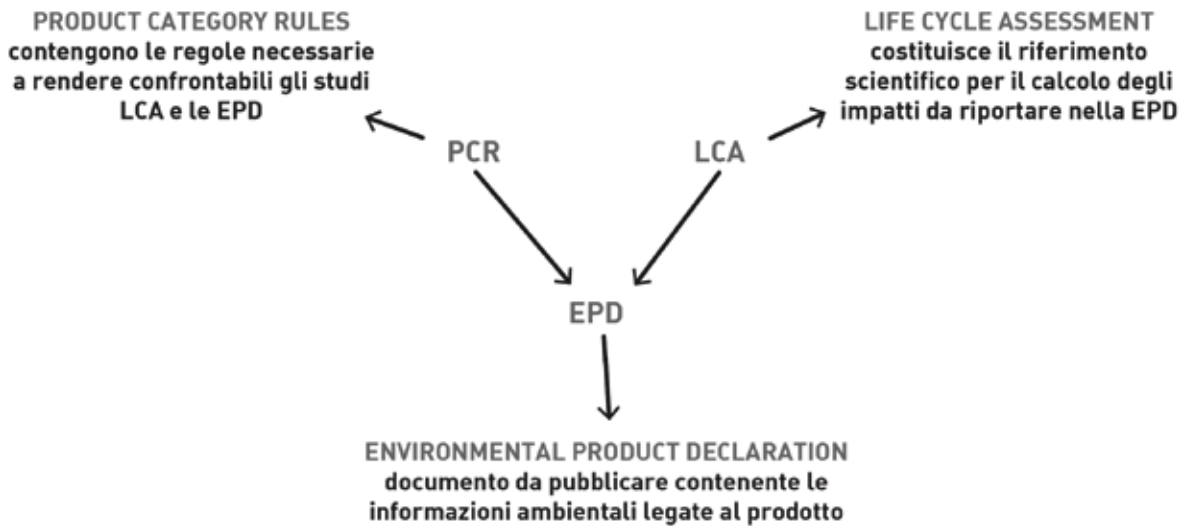 PRODUCT CATEGORY RULES
contengono le regole necessarie
a rendere confrontabili gli studi
LCA e le EPD
LIFE CYCLE ASSESSMENT
costituisce il riferimento
scientifico per il calcolo degli
impatti da riportare nella EPD
PCR
LCA
EPD
ENVIRONMENTAL PRODUCT DECLARATION
documento da pubblicare contenente le
informazioni ambientali legate al prodotto